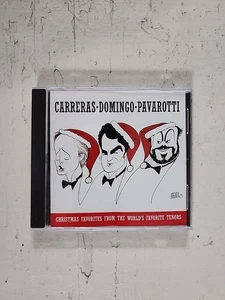 CARRERAS·DOMINGO·PAVAROTTI
CHRISTMAS FAVORITES FROM THE WORLD'S FAVORITE TENORS